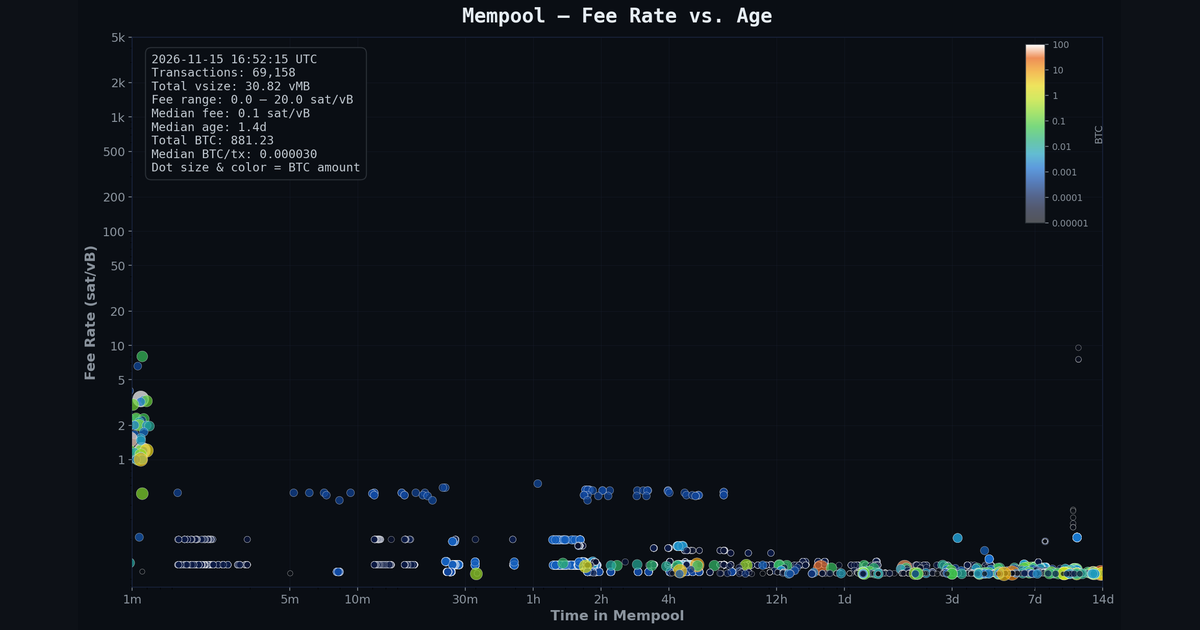 Mempool — Fee Rate vs. Age
5k
2k
1k
500
200
100
50
20
10
5
2
1
Fee Rate (sat/vB)
2026-11-15 16:52:15 UTC
Transactions: 69,158
Total vsize: 30.82 vMB
Fee range: 0.0 – 20.0 sat/vB
Median fee: 0.1 sat/vB
Median age: 1.4d
Total BTC: 881.23
Median BTC/tx: 0.000030
Dot size & color = BTC amount
100
10
1
0.1
0.01
0.001
0.0001
0.00001
BTC
1m 5m 10m 30m 1h 2h 4h 12h 1d 3d 7d 14d
Time in Mempool